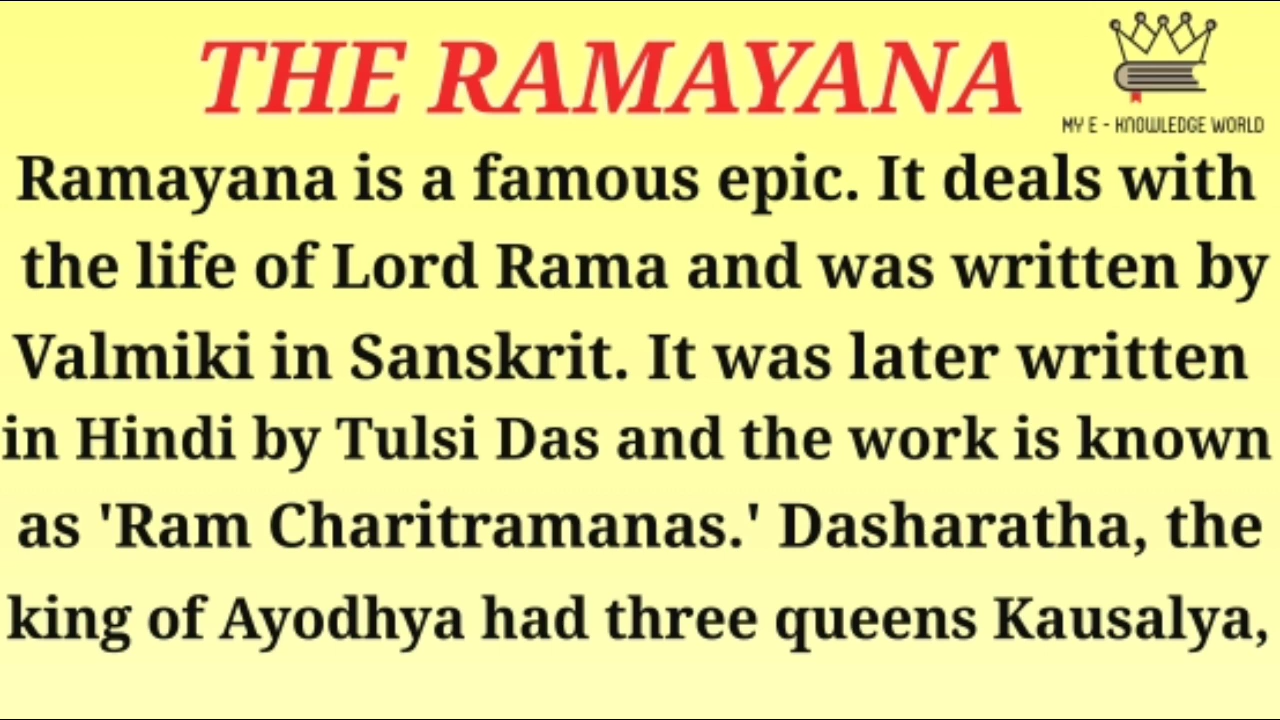 THE RAMAYANA
MY E - KNOWLEDGE WORLD
Ramayana is a famous epic. It deals with
the life of Lord Rama and was written by
Valmiki in Sanskrit. It was later written
in Hindi by Tulsi Das and the work is known
as 'Ram Charitramanas.' Dasharatha, the
king of Ayodhya had three queens Kausalya,